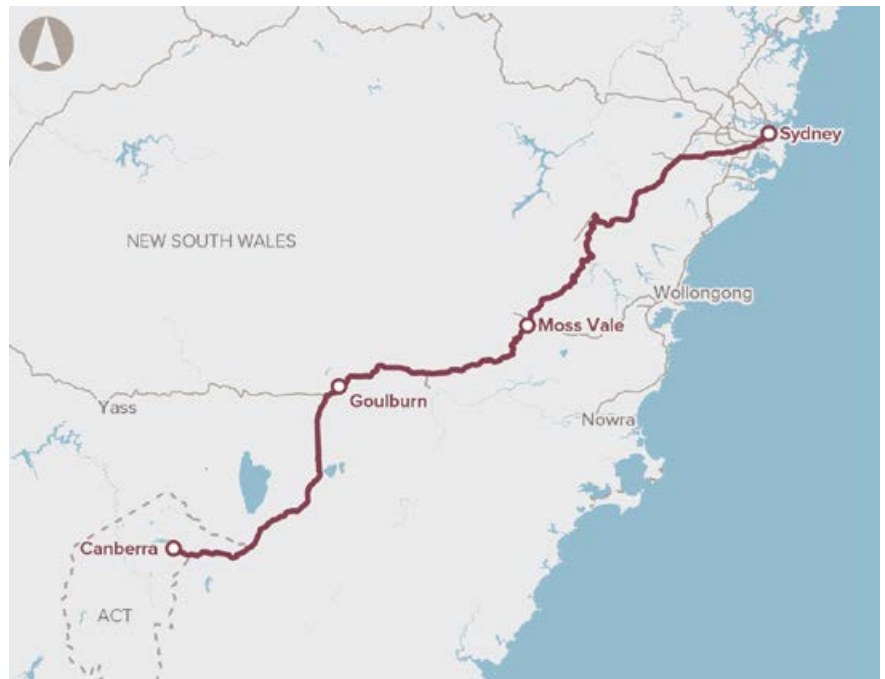 Sydney
NEW SOUTH WALES
Wollongong
Moss Vale
Goulburn
Yass
Nowra
Canberra
ACT